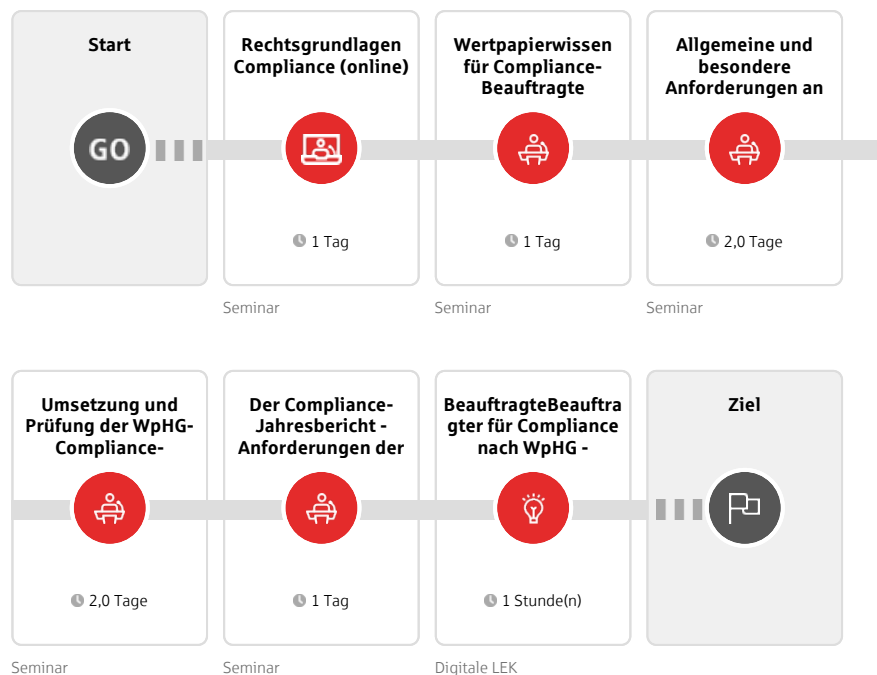 Start
GO
Rechtsgrundlagen
Compliance (online)
1 Tag
Seminar
Wertpapierwissen
für Compliance-
Beauftragte
1 Tag
Seminar
Allgemeine und
besondere
Anforderungen an
2,0 Tage
Seminar
Umsetzung und
Prüfung der WpHG-
Compliance-
2,0 Tage
Seminar
Der Compliance-
Jahresbericht -
Anforderungen der
1 Tag
Seminar
BeauftragteBeauftra
gter für Compliance
nach WpHG -
1 Stunde(n)
Digitale LEK
Ziel